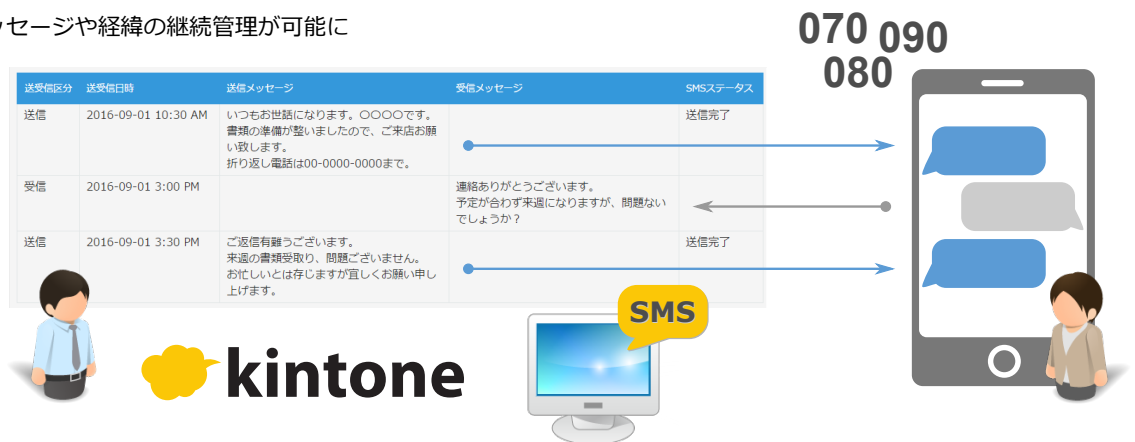 ッセージや経緯の継続管理が可能に
070 090
080
送受信区分 送受信日時 送信メッセージ 受信メッセージ SMSステータス
送信 2016-09-01 10:30 AM いつもお世話になります。〇〇〇〇です。 送信完了
書類の準備が整いましたので、ご来店お願
い致します。
折り返し電話は00-0000-0000まで。
受信 2016-09-01 3:00 PM 連絡ありがとうございます。
予定が合わず来週になりますが、問題ない
でしょうか？
送信 2016-09-01 3:30 PM ご返信有難うございます。 送信完了
来週の書類受取り、問題ございません。
お忙しいとは存じますが宜しくお願い申し
上げます。
SMS
kintone